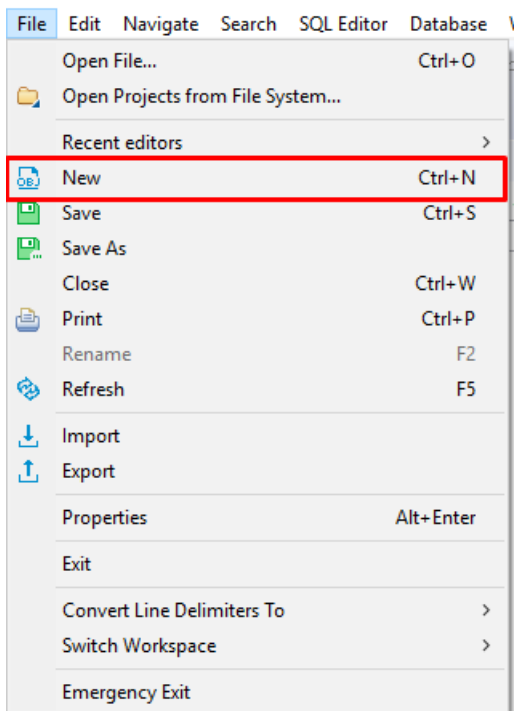 File Edit Navigate Search SQL Editor Database
Open File... Ctrl+O
Open Projects from File System...
Recent editors >
OBJ New Ctrl+N
Save Ctrl+S
Save As
Close Ctrl+W
Print Ctrl+P
Rename F2
Refresh F5
Import
Export
Properties Alt+Enter
Exit
Convert Line Delimiters To >
Switch Workspace >
Emergency Exit